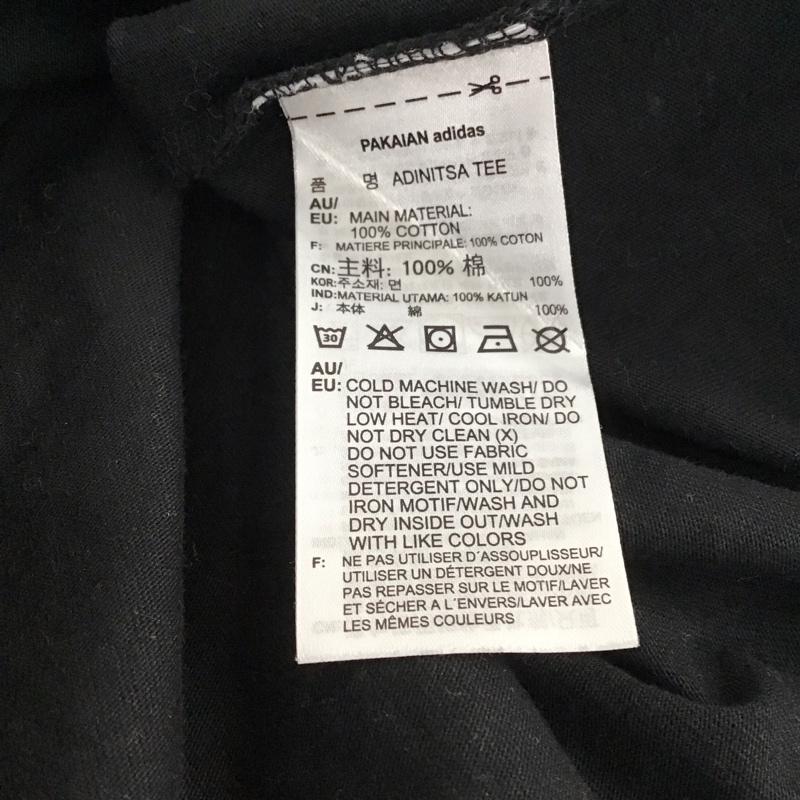 PAKAIAN adidas
품 명 ADINITSA TEE
AU/
EU: MAIN MATERIAL:
100% COTTON
F: MATIERE PRINCIPALE: 100% COTON
CN: 主料: 100% 棉
KOR: 주소재: 면 100%
IND: MATERIAL UTAMA: 100% KATUN
J: 本体 綿 100%
30
AU/
EU: COLD MACHINE WASH/ DO
NOT BLEACH/ TUMBLE DRY
LOW HEAT/ COOL IRON/ DO
NOT DRY CLEAN (X)
DO NOT USE FABRIC
SOFTENER/USE MILD
DETERGENT ONLY/DO NOT
IRON MOTIF/WASH AND
DRY INSIDE OUT/WASH
WITH LIKE COLORS
F: NE PAS UTILISER D´ASSOUPLISSEUR/
UTILISER UN DÉTERGENT DOUX/NE
PAS REPASSER SUR LE MOTIF/LAVER
ET SÉCHER A L´ENVERS/LAVER AVEC
LES MÊMES COULEURS